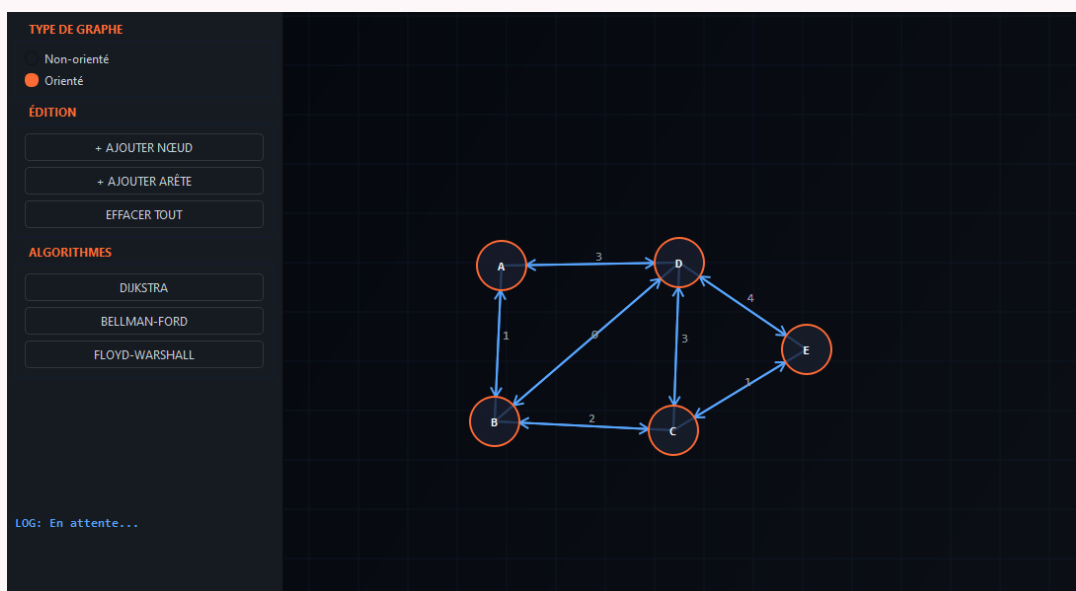 TYPE DE GRAPHE
Non-orienté
Orienté
ÉDITION
+ AJOUTER NŒUD
+ AJOUTER ARÊTE
EFFACER TOUT
ALGORITHMES
DIJKSTRA
BELLMAN-FORD
FLOYD-WARSHALL
LOG: En attente...
A
3
D
4
1
3
E
1
B
2
C